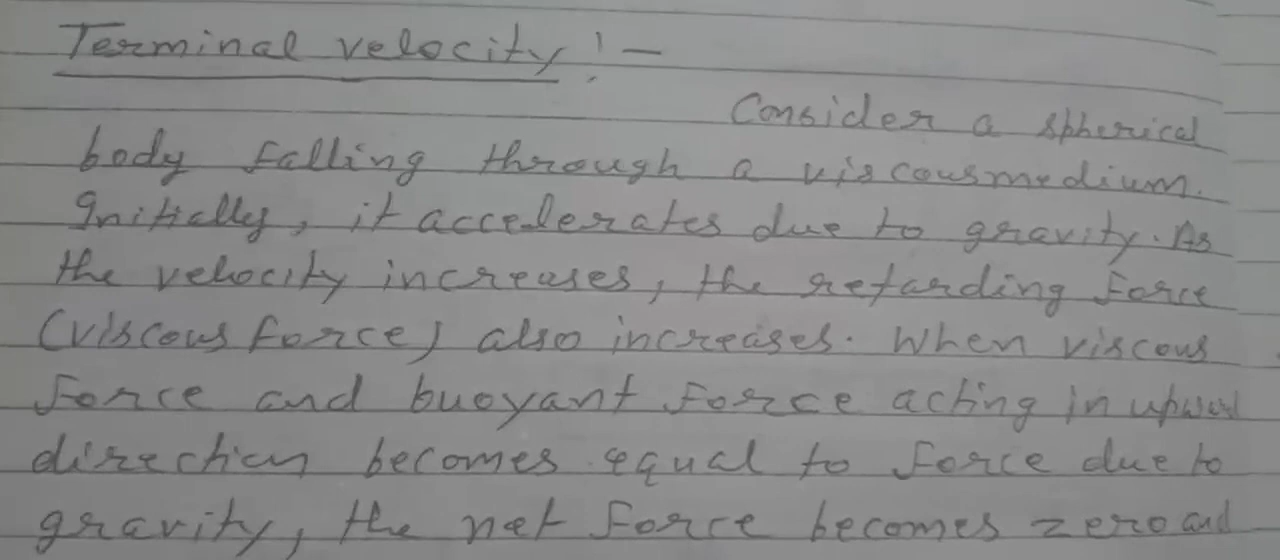 Terminal velocity :-
Consider a spherical
body falling through a viscous medium.
Initially, it accelerates due to gravity. As
the velocity increases, the retarding force
(viscous force) also increases. When viscous
force and buoyant force acting in upward
direction becomes equal to force due to
gravity, the net force becomes zero and